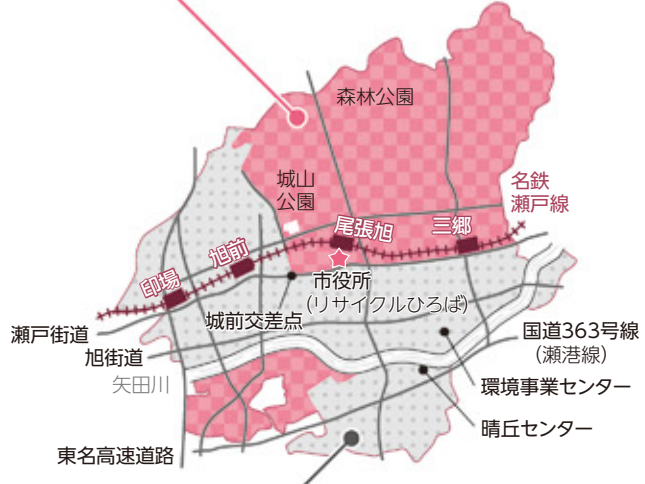 森林公園
城山
公園
名鉄
瀬戸線
尾張旭
三郷
旭前
印場
市役所
(リサイクルひろば)
城前交差点
瀬戸街道
旭街道
矢田川
国道363号線
(瀬港線)
環境事業センター
晴丘センター
東名高速道路